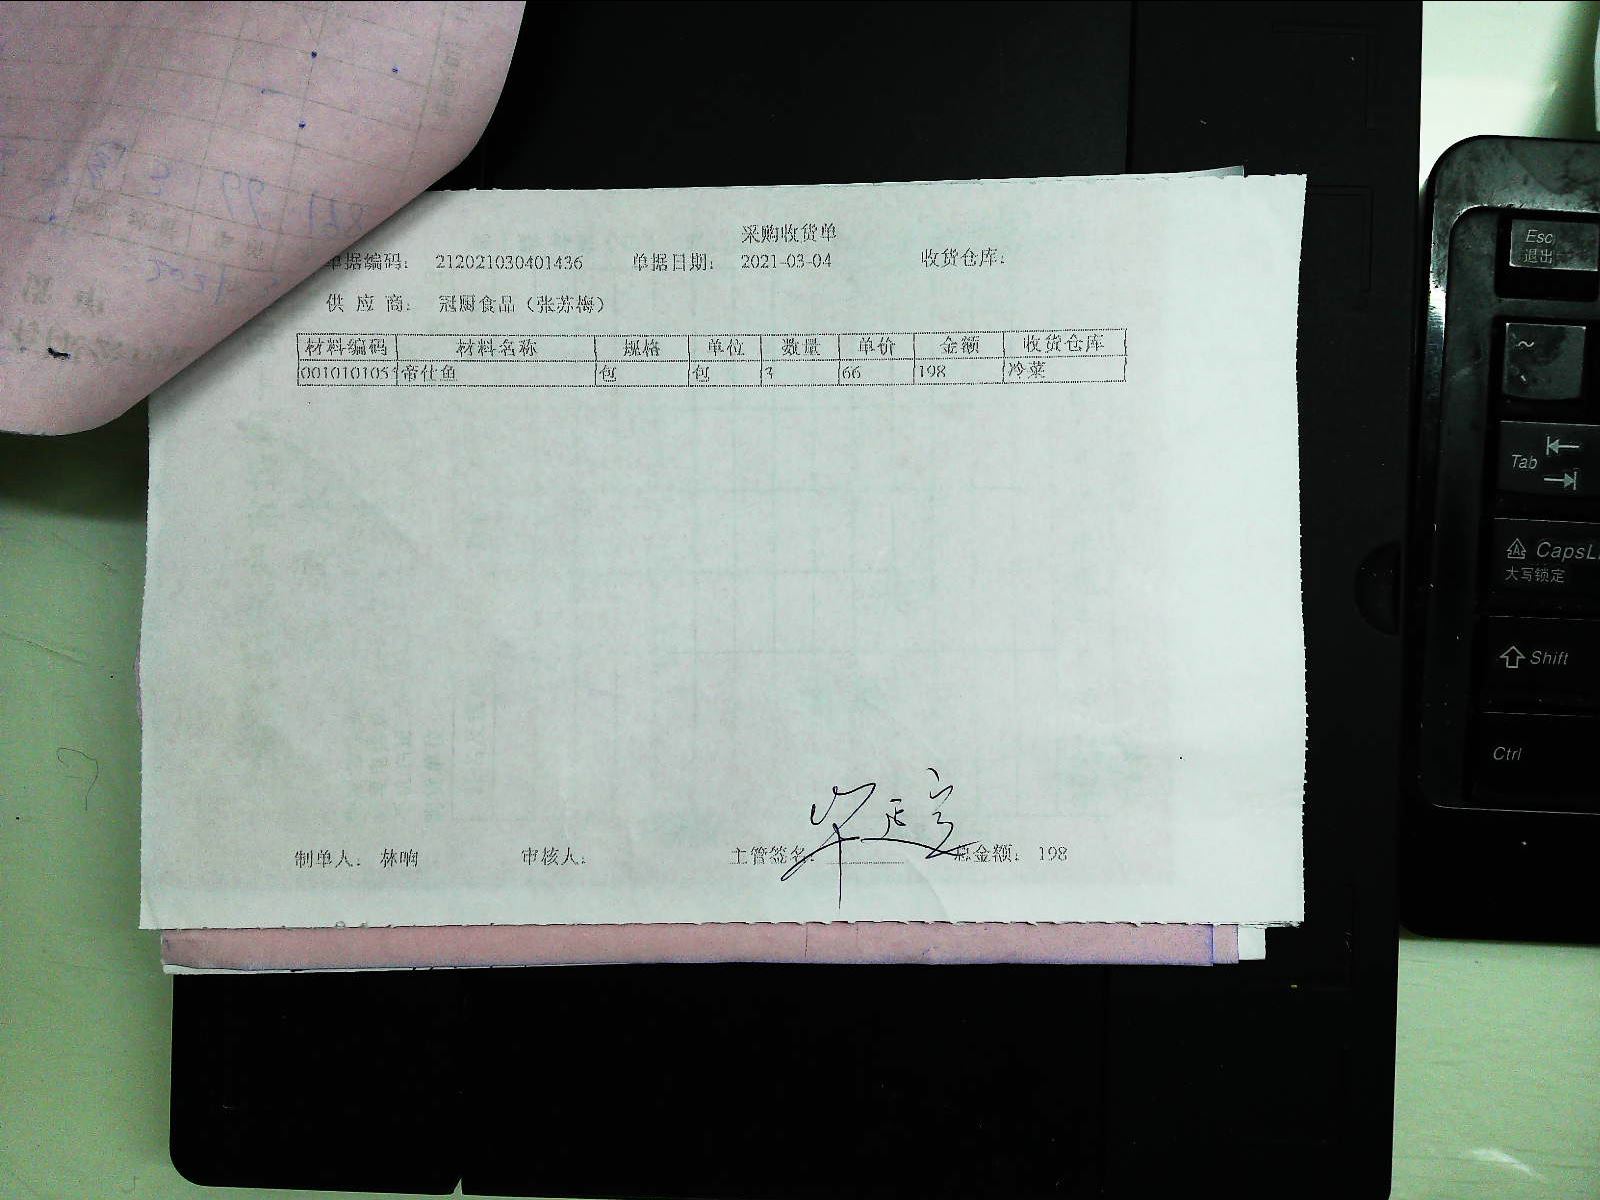 采购收货单
单据编码： 212021030401436 单据日期： 2021-03-04 收货仓库：
供 应 商： 冠厨食品（张苏梅）
材料编码 材料名称 规格 单位 数量 单价 金额 收货仓库
0010101051 帝仕鱼 包 包 3 66 198 冷菜
制单人： 林响 审核人： 主管签名： 总金额： 198
Esc
退出
~
Tab
CapsL
大写锁定
Shift
Ctrl